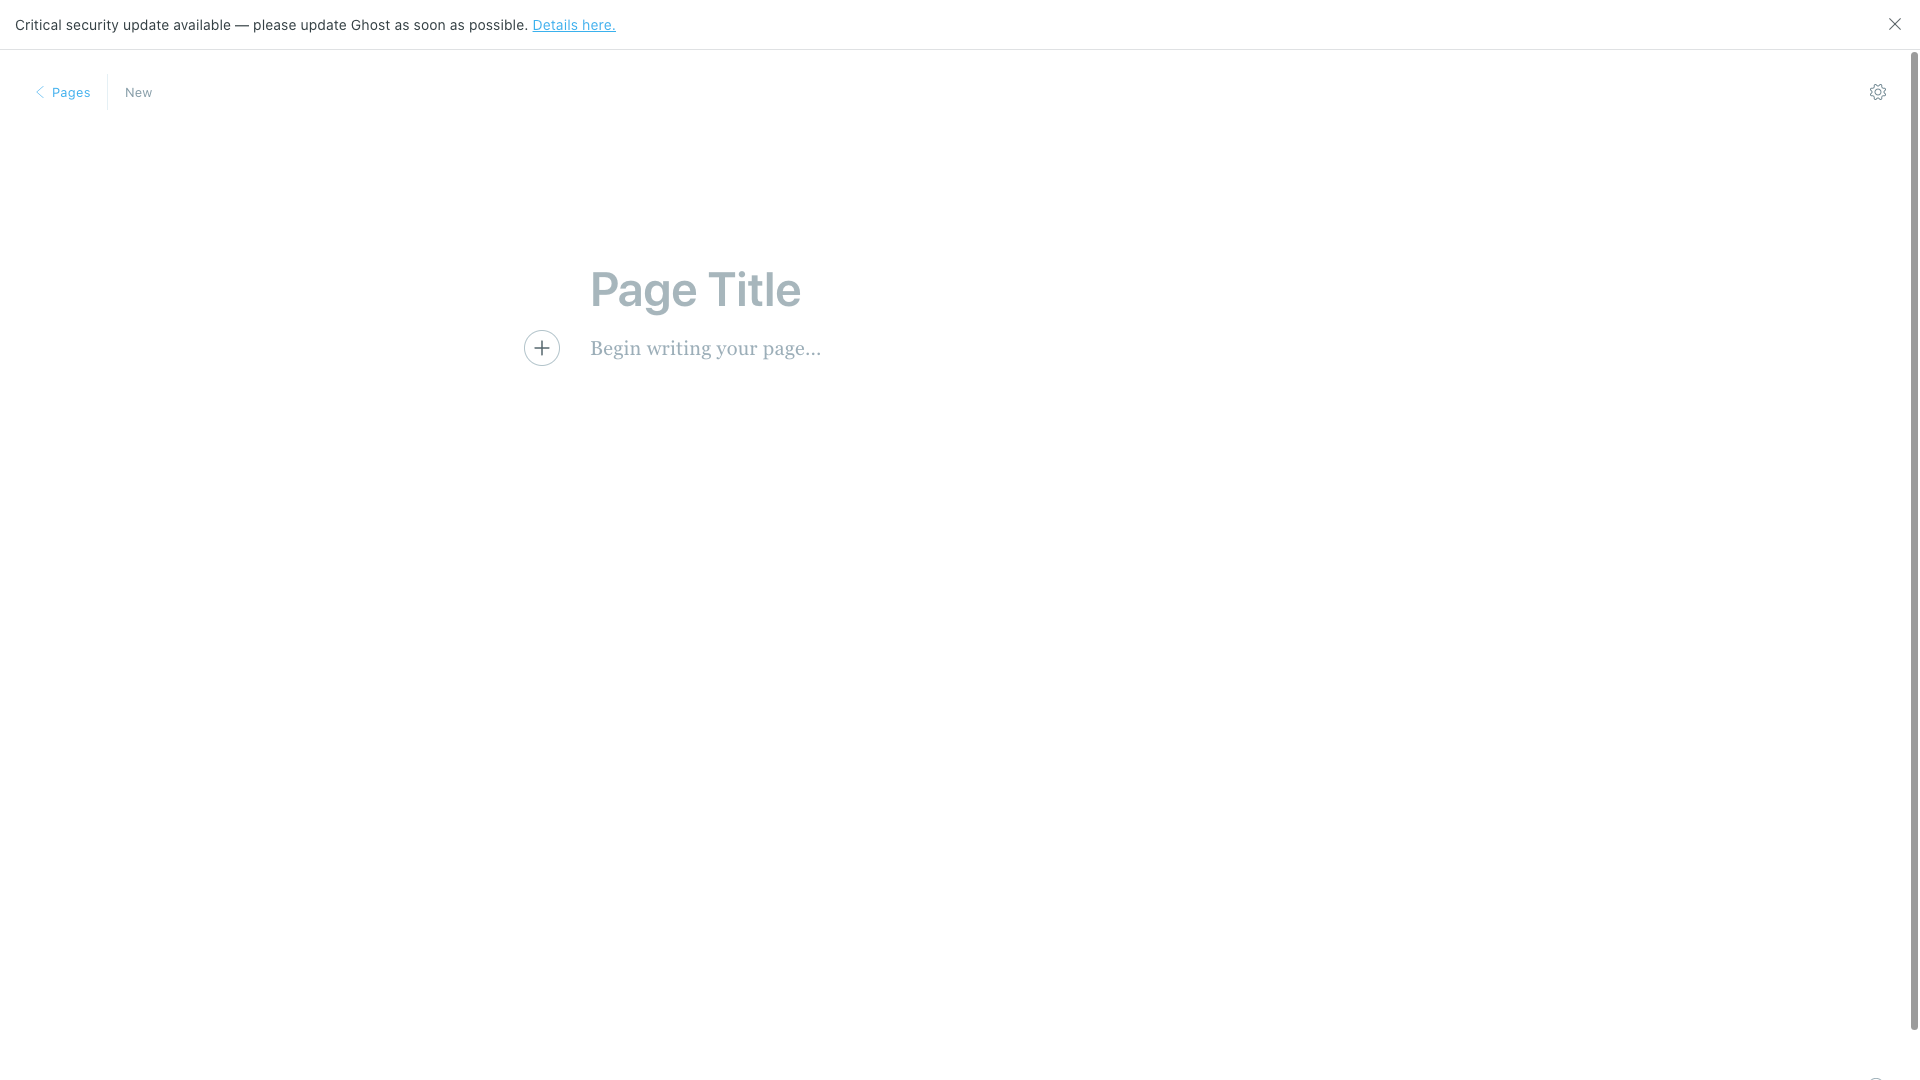 Critical security update available — please update Ghost as soon as possible. Details here.
Pages
New
Page Title
Begin writing your page...